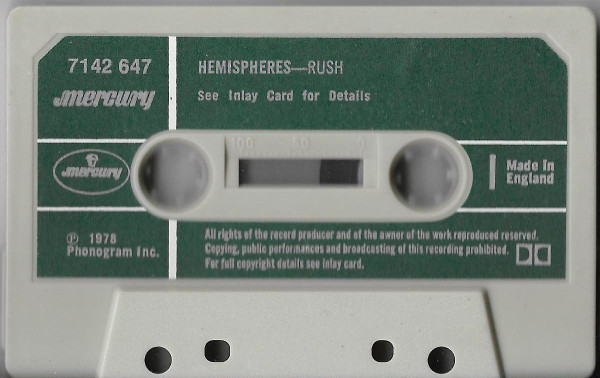 7142 647
mercury
HEMISPHERES—RUSH
See Inlay Card for Details
100 50 0
mercury
Made In
England
Ⓟ 1978
Phonogram Inc.
All rights of the record producer and of the owner of the work reproduced reserved.
Copying, public performances and broadcasting of this recording prohibited.
For full copyright details see inlay card.